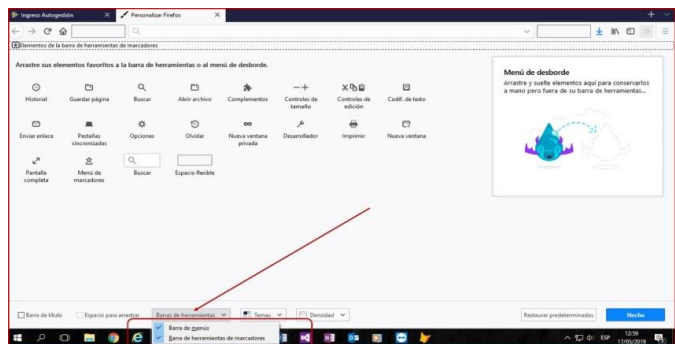 Ingreso Autogestión
Personalizar Firefox
Elementos de la barra de herramientas de marcadores
Arrastre sus elementos favoritos a la barra de herramientas o al menú de desborde.
Historial
Guardar página
Buscar
Abrir archivo
Complementos
Controles de
tamaño
Controles de
edición
Codif. de texto
Enviar enlace
Pestañas
sincronizadas
Opciones
Olvidar
Nueva ventana
privada
Desarrollador
Imprimir
Nueva ventana
Pantalla
completa
Menú de
marcadores
Buscar
Espacio flexible
Menú de desborde
Arrastre y suelte elementos aquí para conservarlos
a mano pero fuera de su barra de herramientas...
Barra de título
Espacio para arrastrar
Barras de herramientas
Temas
Densidad
Restaurar predeterminados
Hecho
Barra de menús
Barra de herramientas de marcadores
ESP
12:59
17/05/2019